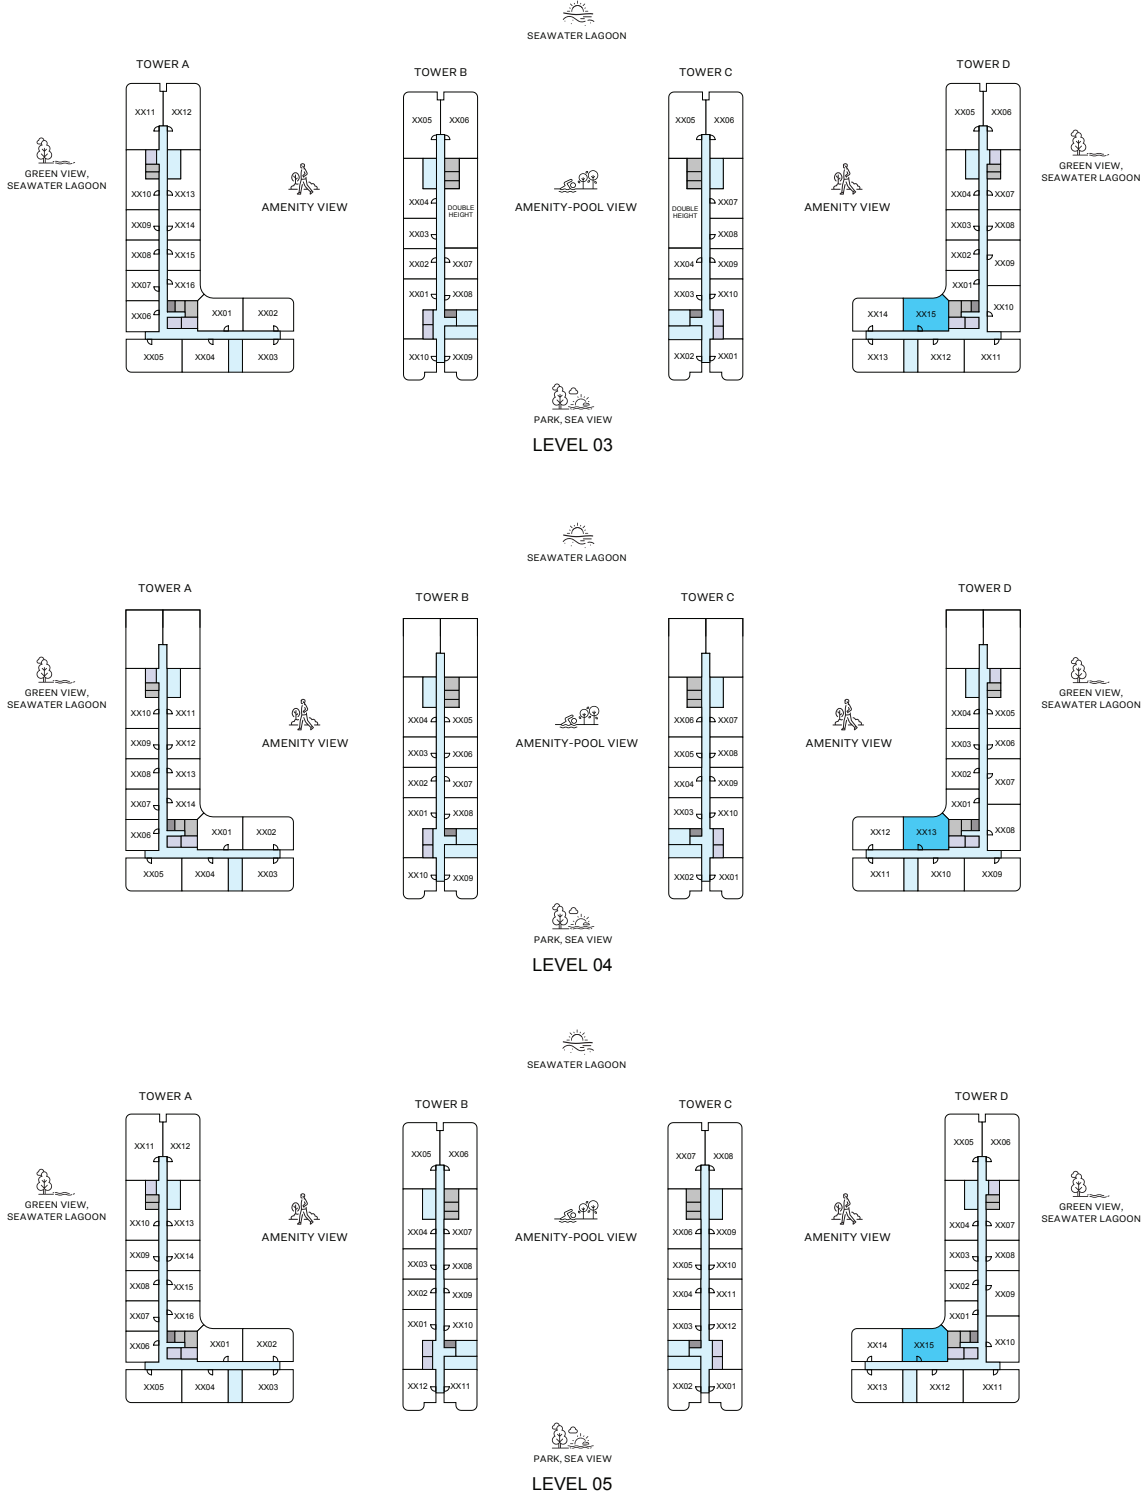 SEAWATER LAGOON
TOWER A
TOWER B
TOWER C
TOWER D
XX11 XX12
XX05 XX06
XX05 XX06
XX05 XX06
GREEN VIEW,
SEAWATER LAGOON
AMENITY VIEW
AMENITY-POOL VIEW
AMENITY VIEW
GREEN VIEW,
SEAWATER LAGOON
XX10 XX13
XX04
DOUBLE
HEIGHT
DOUBLE
HEIGHT
XX07
XX04 XX07
XX09 XX14
XX03
XX08
XX03 XX08
XX08 XX15
XX02 XX07
XX04 XX09
XX02 XX09
XX07 XX16
XX01 XX08
XX03 XX10
XX01
XX06 XX01 XX02
XX14 XX15 XX10
XX05 XX04 XX03
XX10 XX09
XX02 XX01
XX13 XX12 XX11
PARK, SEA VIEW
LEVEL 03
SEAWATER LAGOON
TOWER A
TOWER B
TOWER C
TOWER D
GREEN VIEW,
SEAWATER LAGOON
AMENITY VIEW
AMENITY-POOL VIEW
AMENITY VIEW
GREEN VIEW,
SEAWATER LAGOON
XX10 XX11
XX04 XX05
XX06 XX07
XX04 XX05
XX09 XX12
XX03 XX06
XX05 XX08
XX03 XX06
XX08 XX13
XX02 XX07
XX04 XX09
XX02 XX07
XX07 XX14
XX01 XX08
XX03 XX10
XX01
XX06 XX01 XX02
XX12 XX13 XX08
XX05 XX04 XX03
XX10 XX09
XX02 XX01
XX11 XX10 XX09
PARK, SEA VIEW
LEVEL 04
SEAWATER LAGOON
TOWER A
TOWER B
TOWER C
TOWER D
XX11 XX12
XX05 XX06
XX07 XX08
XX05 XX06
GREEN VIEW,
SEAWATER LAGOON
AMENITY VIEW
AMENITY-POOL VIEW
AMENITY VIEW
GREEN VIEW,
SEAWATER LAGOON
XX10 XX13
XX04 XX07
XX06 XX09
XX04 XX07
XX09 XX14
XX03 XX08
XX05 XX10
XX03 XX08
XX08 XX15
XX02 XX09
XX04 XX11
XX02 XX09
XX07 XX16
XX01 XX10
XX03 XX12
XX01
XX06 XX01 XX02
XX14 XX15 XX10
XX05 XX04 XX03
XX12 XX11
XX02 XX01
XX13 XX12 XX11
PARK, SEA VIEW
LEVEL 05